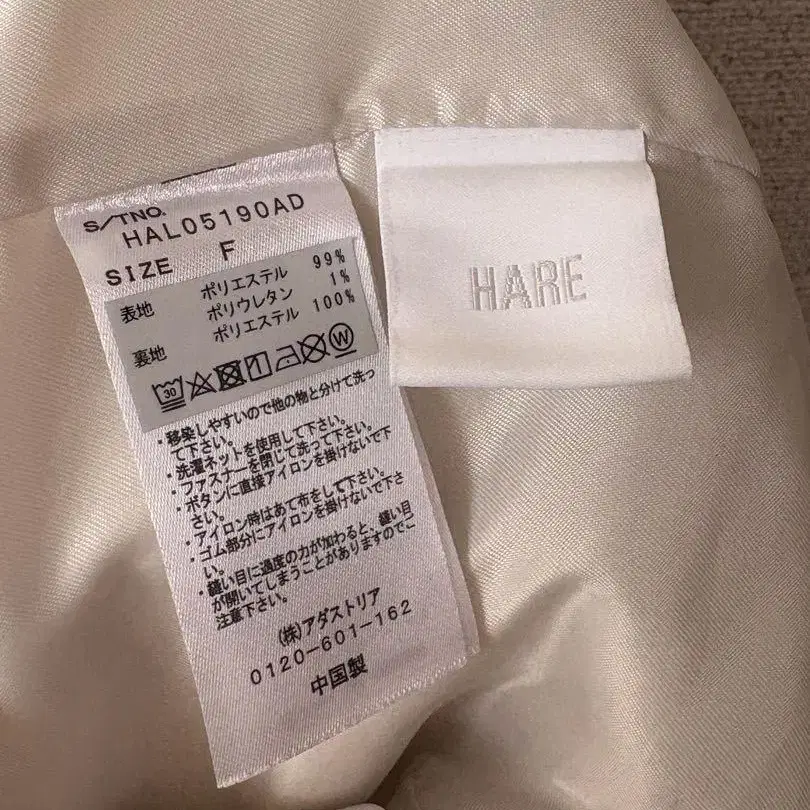 S/TNO.
HAL05190AD
SIZE F
表地 ポリエステル 99%
ポリウレタン 1%
裏地 ポリエステル 100%
30 W
・移染しやすいので他の物と分けて洗っ
て下さい。
・洗濯ネットを使用して下さい。
・ファスナーを閉じて洗って下さい。
・ボタンに直接アイロンを掛けないで下
さい。
・アイロン時はあて布をして下さい。
・ゴム部分にアイロンを掛けないで下さ
い。
・縫い目に過度の力が加わると、縫い目
が開いてしまうことがありますのでご
注意下さい。
(株)アダストリア
0120-601-162
中国製
HARE